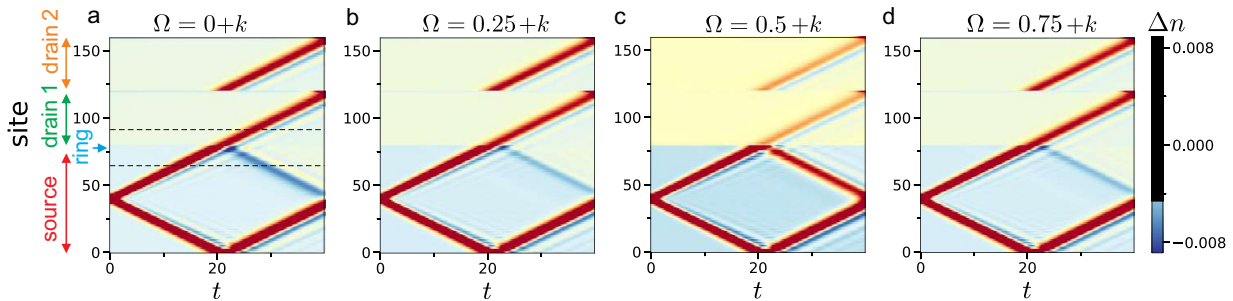 a Ω = 0+k
b Ω = 0.25+k
c Ω = 0.5+k
d Ω = 0.75+k
Δn
site
source
ring
drain 1
drain 2
150
100
50
0
0 20
t
150
100
50
0
0 20
t
150
100
50
0
0 20
t
150
100
50
0
0 20
t
0.008
0.000
−0.008